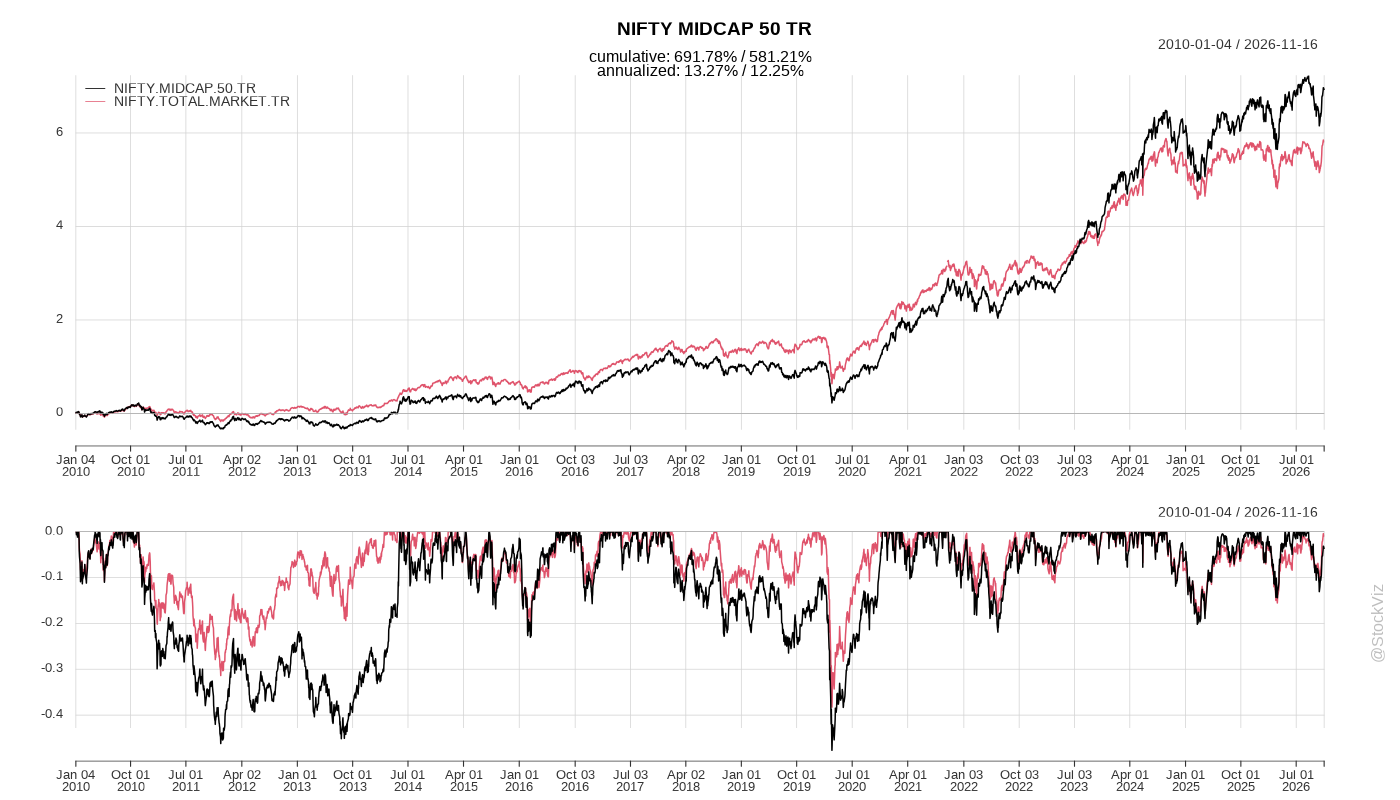 NIFTY MIDCAP 50 TR
2010-01-04 / 2026-11-16
cumulative: 691.78% / 581.21%
annualized: 13.27% / 12.25%
NIFTY.MIDCAP.50.TR
NIFTY.TOTAL.MARKET.TR
6
4
2
0
Jan 04 Oct 01 Jul 01 Apr 02 Jan 01 Oct 01 Jul 01 Apr 01 Jan 01 Oct 03 Jul 03 Apr 02 Jan 01 Oct 01 Jul 01 Apr 01 Jan 03 Oct 03 Jul 03 Apr 01 Jan 01 Oct 01 Jul 01
2010 2010 2011 2012 2013 2013 2014 2015 2016 2016 2017 2018 2019 2019 2020 2021 2022 2022 2023 2024 2025 2025 2026
2010-01-04 / 2026-11-16
0.0
-0.1
-0.2
-0.3
-0.4
Jan 04 Oct 01 Jul 01 Apr 02 Jan 01 Oct 01 Jul 01 Apr 01 Jan 01 Oct 03 Jul 03 Apr 02 Jan 01 Oct 01 Jul 01 Apr 01 Jan 03 Oct 03 Jul 03 Apr 01 Jan 01 Oct 01 Jul 01
2010 2010 2011 2012 2013 2013 2014 2015 2016 2016 2017 2018 2019 2019 2020 2021 2022 2022 2023 2024 2025 2025 2026
@StockViz